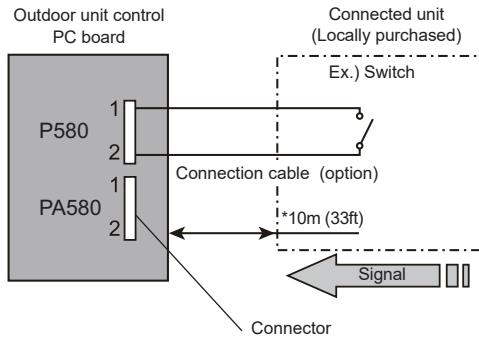 Outdoor unit control
PC board
Connected unit
(Locally purchased)
Ex.) Switch
P580
1
2
Connection cable (option)
PA580
1
2
*10m (33ft)
Signal
Connector